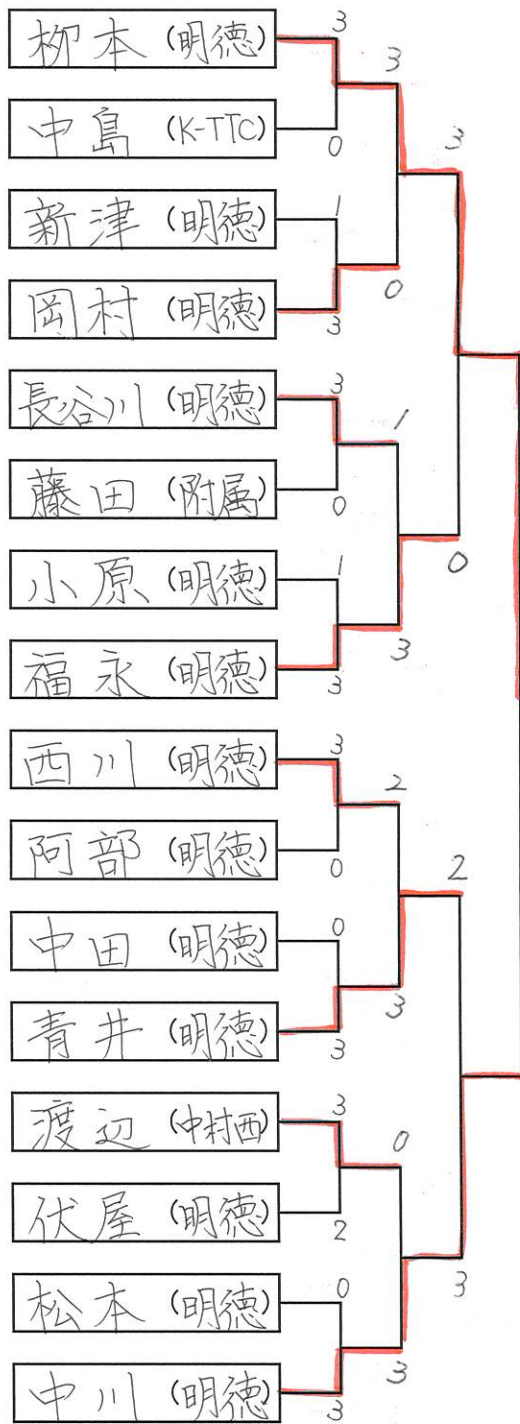 3
柳本 (明徳)
3
中島 (K-TTC)
0
3
新津 (明徳)
1
0
岡村 (明徳)
3
長谷川 (明徳)
3
1
藤田 (附属)
0
小原 (明徳)
1
0
福永 (明徳)
3
3
西川 (明徳)
3
2
阿部 (明徳)
0
2
中田 (明徳)
0
3
青井 (明徳)
3
渡辺 (中村西)
3
0
伏屋 (明徳)
2
松本 (明徳)
0
3
中川 (明徳)
3
3